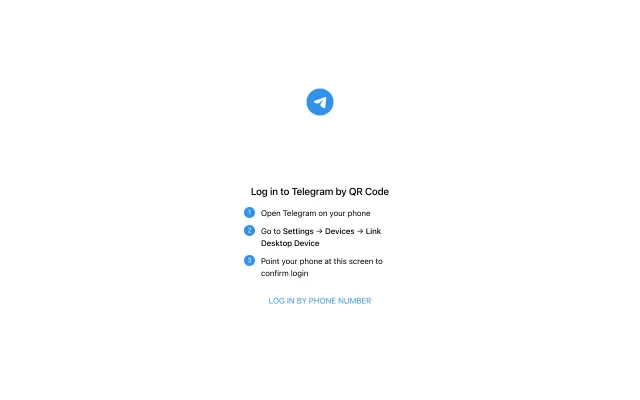 Log in to Telegram by QR Code
1 Open Telegram on your phone
2 Go to Settings → Devices → Link
Desktop Device
3 Point your phone at this screen to
confirm login
LOG IN BY PHONE NUMBER